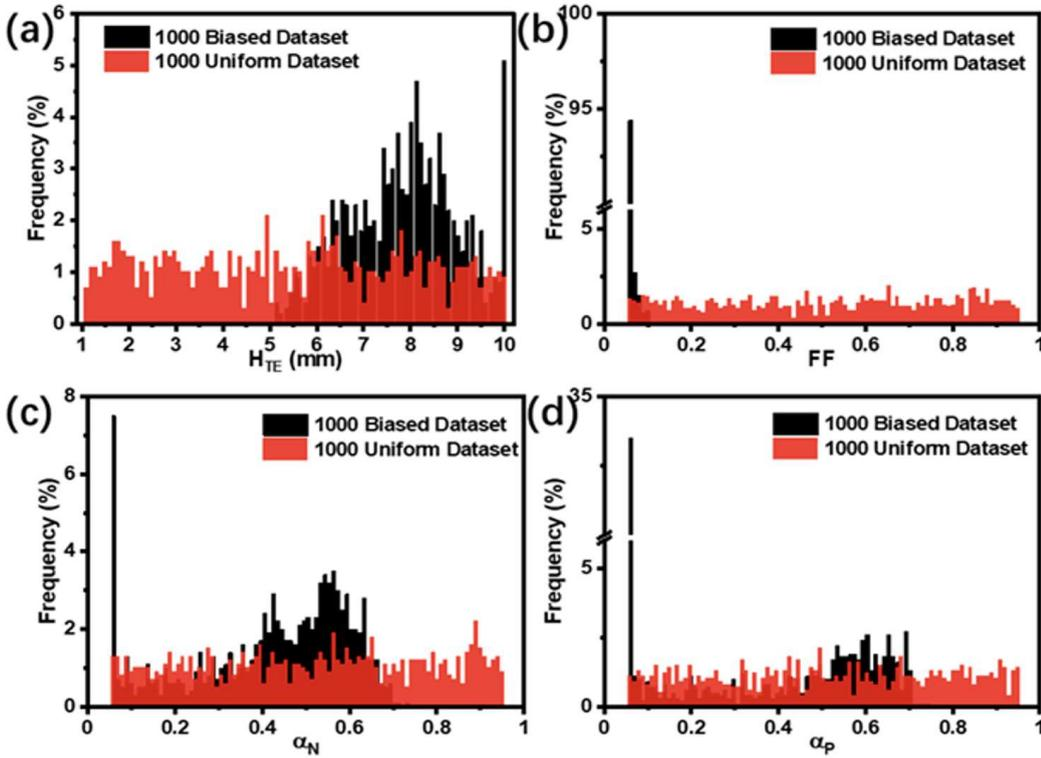 (a)
6
5
4
3
2
1
0
Frequency (%)
1000 Biased Dataset
1000 Uniform Dataset
1 2 3 4 5 6 7 8 9 10
H_TE (mm)
(b)
100
95
5
0
Frequency (%)
1000 Biased Dataset
1000 Uniform Dataset
0 0.2 0.4 0.6 0.8 1
FF
(c)
8
6
4
2
0
Frequency (%)
1000 Biased Dataset
1000 Uniform Dataset
0 0.2 0.4 0.6 0.8 1
α_N
(d)
35
5
0
Frequency (%)
1000 Biased Dataset
1000 Uniform Dataset
0 0.2 0.4 0.6 0.8 1
α_P